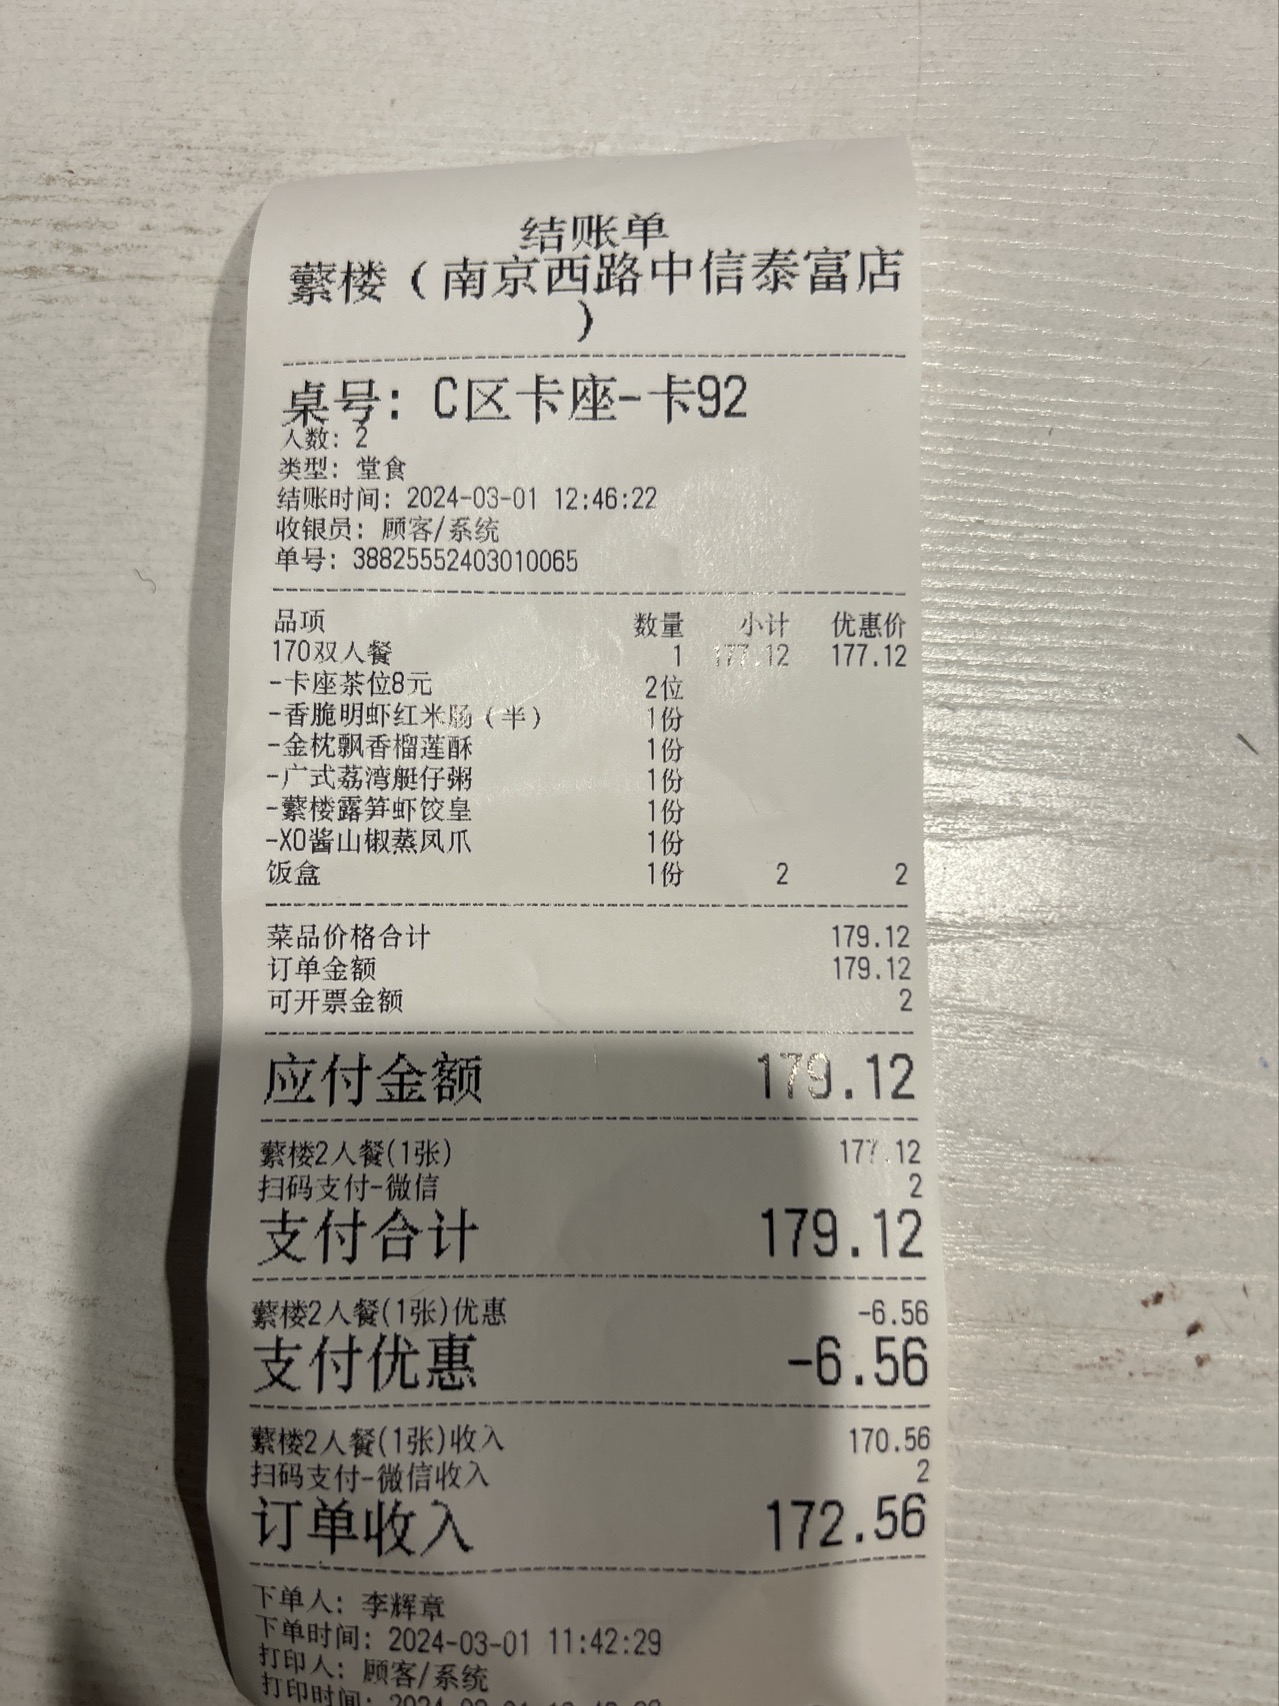 结账单
蘩楼（南京西路中信泰富店
）
桌号: C区卡座-卡92
人数: 2
类型: 堂食
结账时间: 2024-03-01 12:46:22
收银员: 顾客/系统
单号: 38825552403010065
品项 数量 小计 优惠价
170双人餐 1 177.12 177.12
-卡座茶位8元 2位
-香脆明虾红米肠（半） 1份
-金枕飘香榴莲酥 1份
-广式荔湾艇仔粥 1份
-蘩楼露笋虾饺皇 1份
-XO酱山椒蒸凤爪 1份
饭盒 1份 2 2
菜品价格合计 179.12
订单金额 179.12
可开票金额 2
应付金额 179.12
蘩楼2人餐(1张) 177.12
扫码支付-微信 2
支付合计 179.12
蘩楼2人餐(1张)优惠 -6.56
支付优惠 -6.56
蘩楼2人餐(1张)收入 170.56
扫码支付-微信收入 2
订单收入 172.56
下单人: 李辉章
下单时间: 2024-03-01 11:42:29
打印人: 顾客/系统
打印时间: